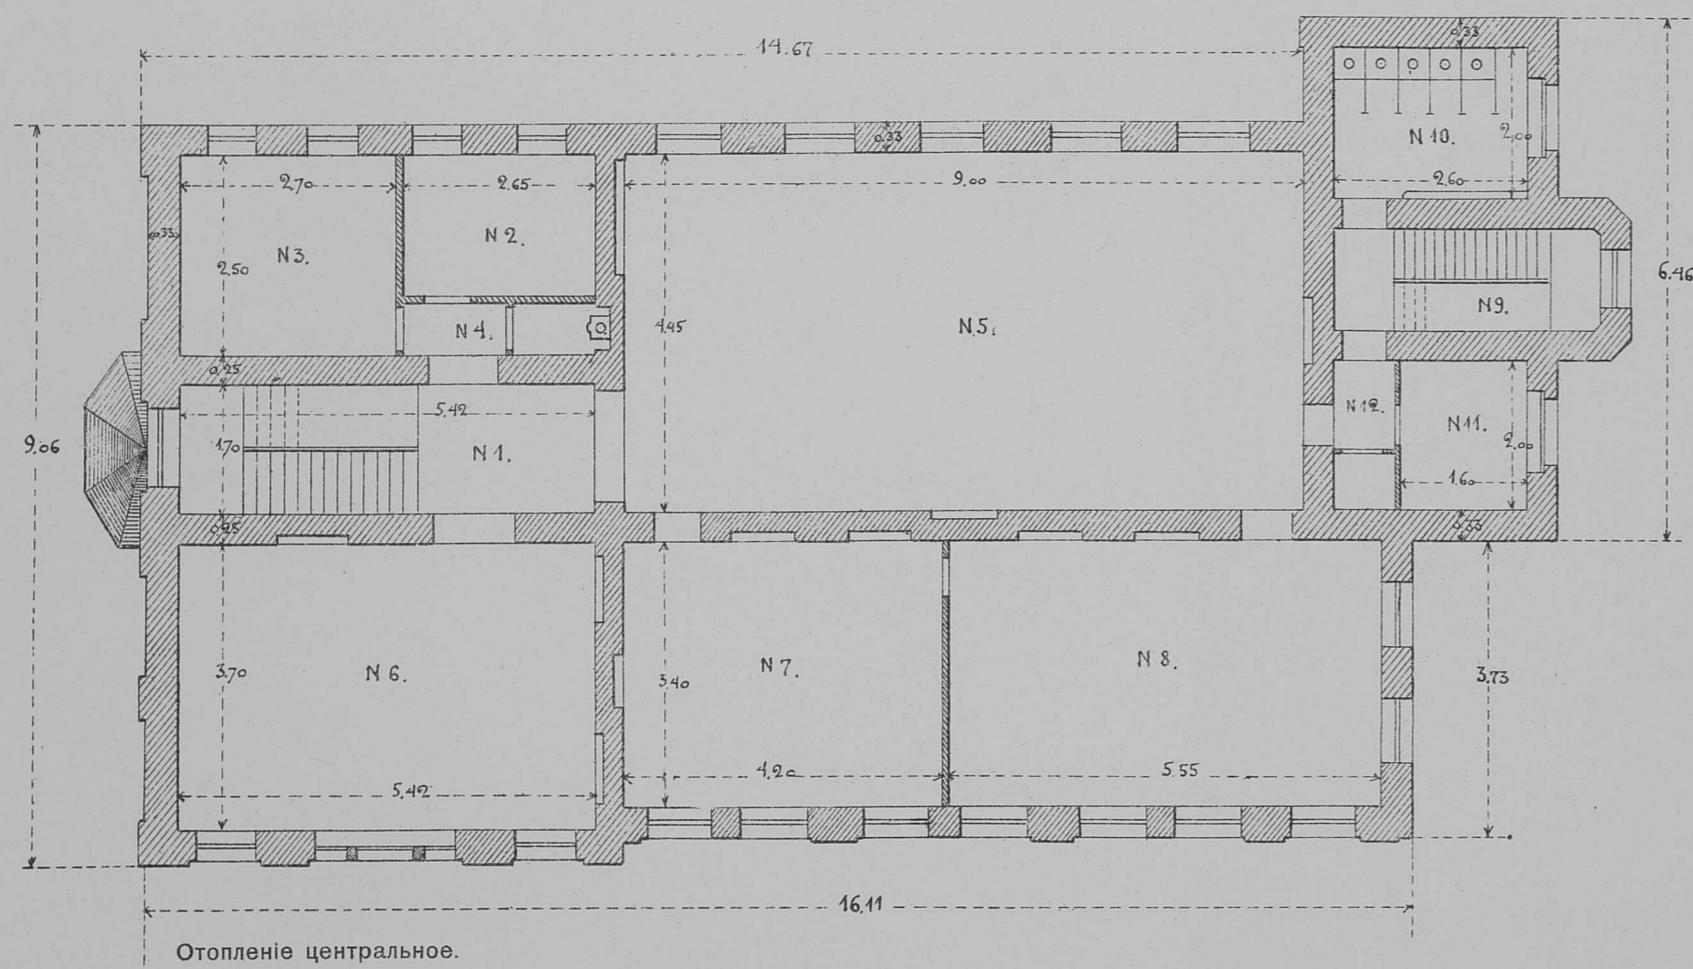 14.67
0.33
N 10.
2.00
2.60
6.46
0.33
2.70
2.65
9.00
0.33
N 3.
N 2.
2.50
N 4.
4.45
N 5.
N 9.
0.25
5.42
1.70
N 1.
9.06
N 12.
N 11.
2.00
1.60
0.25
0.33
3.70
N 6.
5.42
N 7.
3.40
4.20
N 8.
5.55
3.73
16.11
Отопленіе центральное.